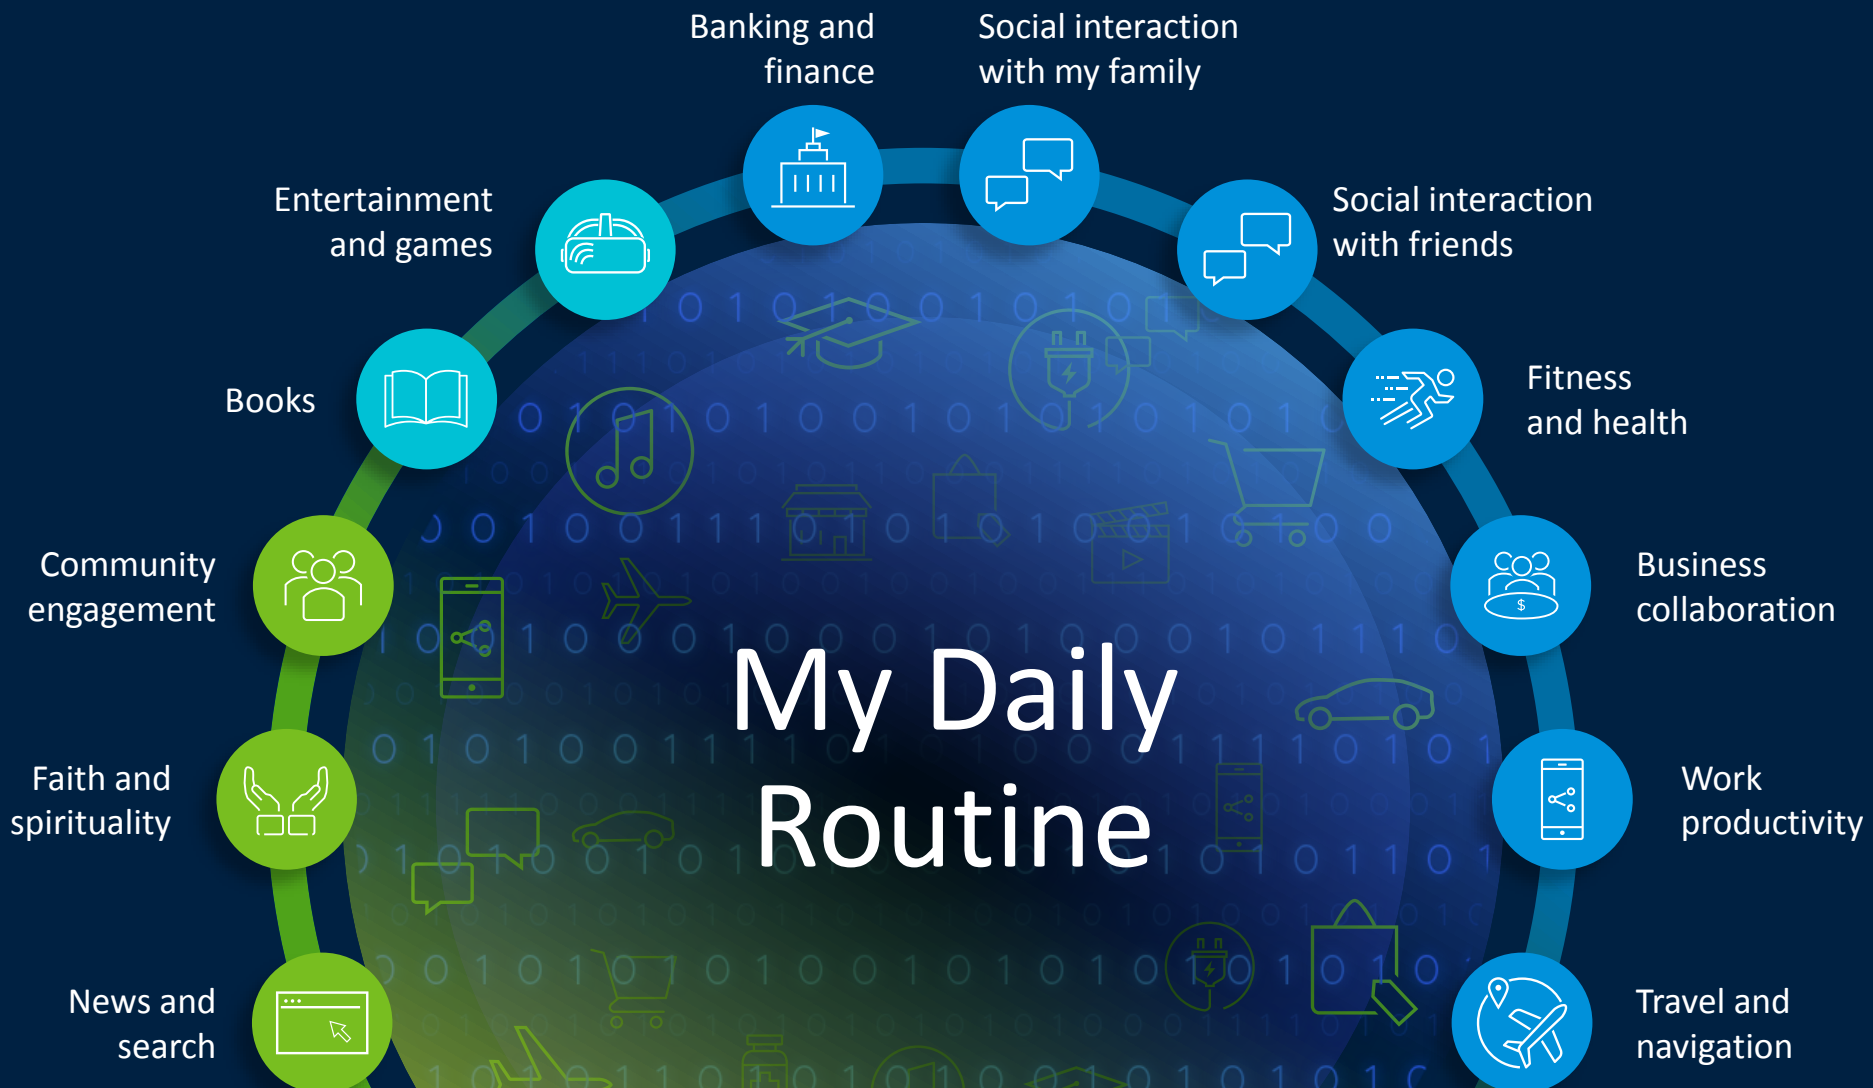 Banking and
finance
Social interaction
with my family
Entertainment
and games
Social interaction
with friends
Books
Fitness
and health
Community
engagement
Business
collaboration
My Daily
Routine
Faith and
spirituality
Work
productivity
News and
search
Travel and
navigation
$